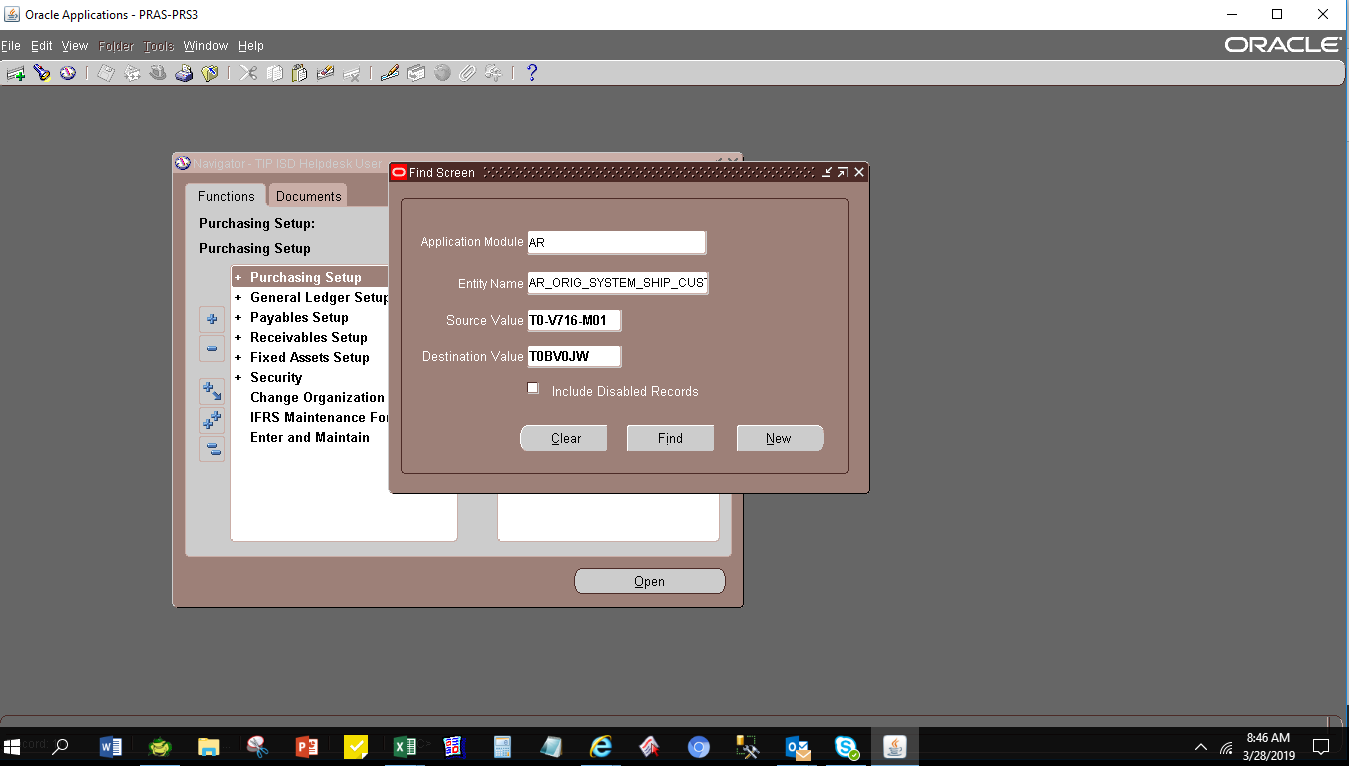 Oracle Applications - PRAS-PRS3
File Edit View Folder Tools Window Help
ORACLE
Navigator - TIP ISD Helpdesk User
Find Screen
Functions Documents
Purchasing Setup:
Purchasing Setup
+ Purchasing Setup
+ General Ledger Setup
+ Payables Setup
+ Receivables Setup
+ Fixed Assets Setup
+ Security
Change Organization
IFRS Maintenance For
Enter and Maintain
Application Module AR
Entity Name AR_ORIG_SYSTEM_SHIP_CUST
Source Value T0-V716-M01
Destination Value T0BV0JW
Include Disabled Records
Clear Find New
Open
8:46 AM
3/28/2019